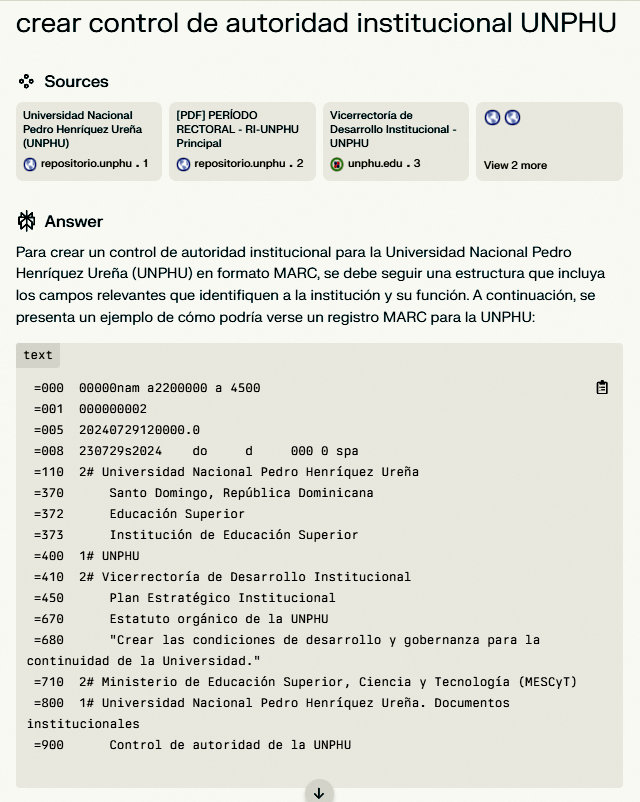 crear control de autoridad institucional UNPHU
Sources
Universidad Nacional
Pedro Henríquez Ureña
(UNPHU)
repositorio.unphu . 1
[PDF] PERÍODO
RECTORAL - RI-UNPHU
Principal
repositorio.unphu . 2
Vicerrectoría de
Desarrollo Institucional -
UNPHU
unphu.edu . 3
View 2 more
Answer
Para crear un control de autoridad institucional para la Universidad Nacional Pedro
Henríquez Ureña (UNPHU) en formato MARC, se debe seguir una estructura que incluya
los campos relevantes que identifiquen a la institución y su función. A continuación, se
presenta un ejemplo de cómo podría verse un registro MARC para la UNPHU:
text
=000  00000nam a2200000 a 4500
=001  000000002
=005  20240729120000.0
=008  230729s2024    do     d     000 0 spa
=110  2# Universidad Nacional Pedro Henríquez Ureña
=370      Santo Domingo, República Dominicana
=372      Educación Superior
=373      Institución de Educación Superior
=400  1# UNPHU
=410  2# Vicerrectoría de Desarrollo Institucional
=450      Plan Estratégico Institucional
=670      Estatuto orgánico de la UNPHU
=680      "Crear las condiciones de desarrollo y gobernanza para la
continuidad de la Universidad."
=710  2# Ministerio de Educación Superior, Ciencia y Tecnología (MESCyT)
=800  1# Universidad Nacional Pedro Henríquez Ureña. Documentos
institucionales
=900      Control de autoridad de la UNPHU